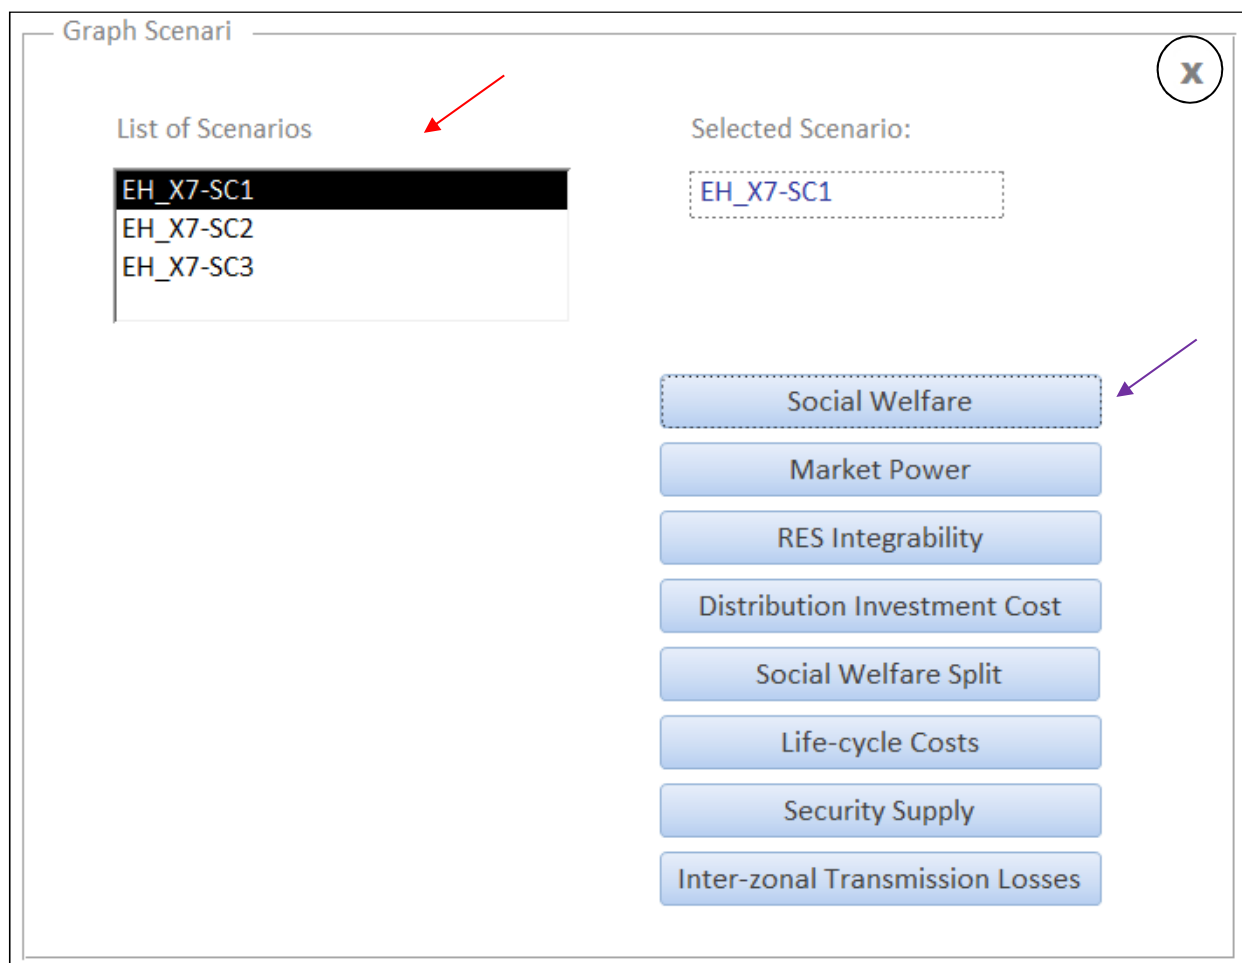 Graph Scenari
x
List of Scenarios
Selected Scenario:
EH_X7-SC1
EH_X7-SC2
EH_X7-SC3
EH_X7-SC1
Social Welfare
Market Power
RES Integrability
Distribution Investment Cost
Social Welfare Split
Life-cycle Costs
Security Supply
Inter-zonal Transmission Losses